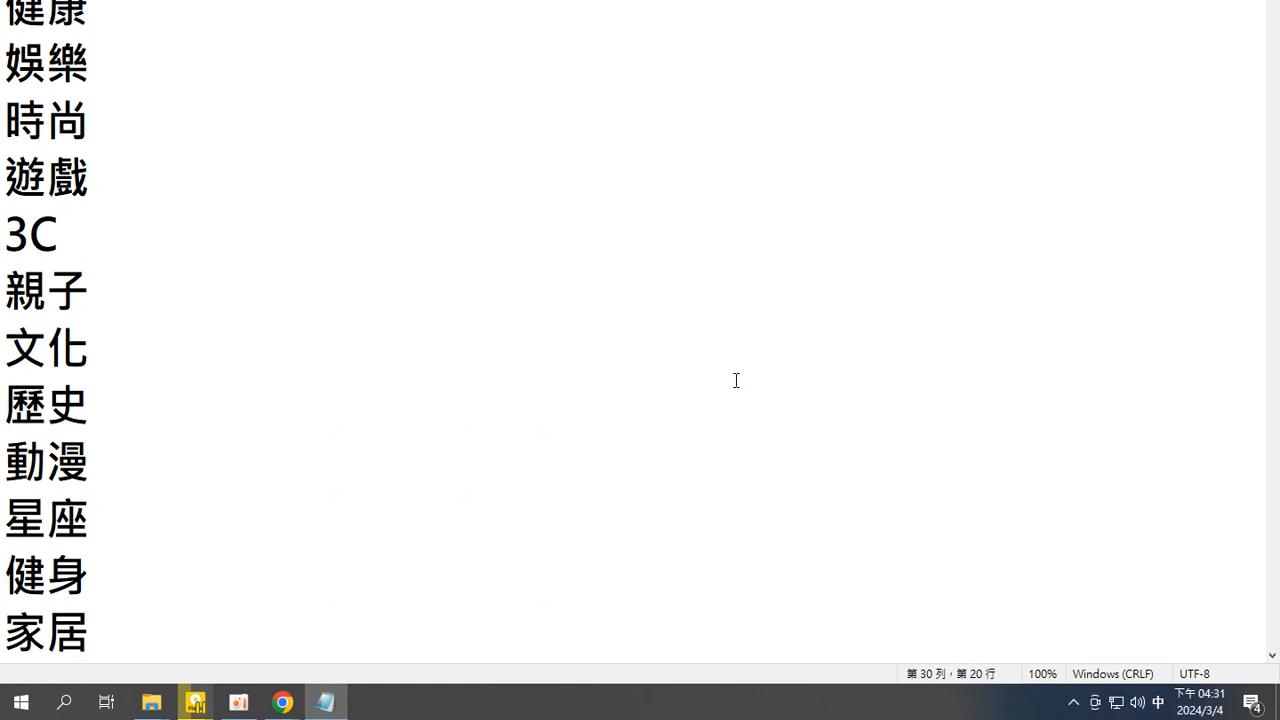 健康
娛樂
時尚
遊戲
3C
親子
文化
歷史
動漫
星座
健身
家居
第 30 列，第 20 行
100%
Windows (CRLF)
UTF-8
中
下午 04:31
2024/3/4
4